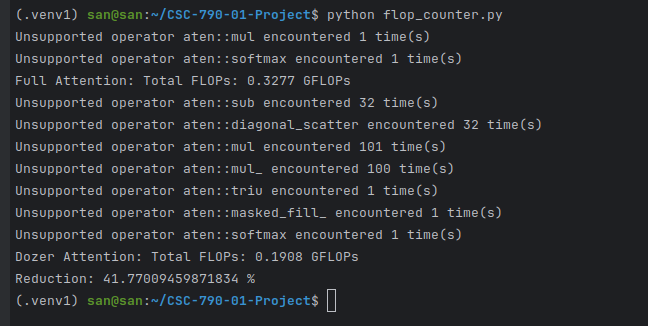 (.venv1) san@san:~/CSC-790-01-Project$ python flop_counter.py
Unsupported operator aten::mul encountered 1 time(s)
Unsupported operator aten::softmax encountered 1 time(s)
Full Attention: Total FLOPs: 0.3277 GFLOPs
Unsupported operator aten::sub encountered 32 time(s)
Unsupported operator aten::diagonal_scatter encountered 32 time(s)
Unsupported operator aten::mul encountered 101 time(s)
Unsupported operator aten::mul_ encountered 100 time(s)
Unsupported operator aten::triu encountered 1 time(s)
Unsupported operator aten::masked_fill_ encountered 1 time(s)
Unsupported operator aten::softmax encountered 1 time(s)
Dozer Attention: Total FLOPs: 0.1908 GFLOPs
Reduction: 41.77009459871834 %
(.venv1) san@san:~/CSC-790-01-Project$